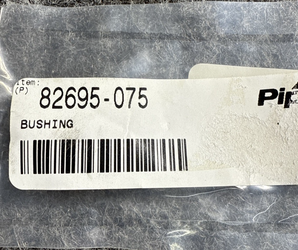 Item:
(P) 82695-075
BUSHING
Pip